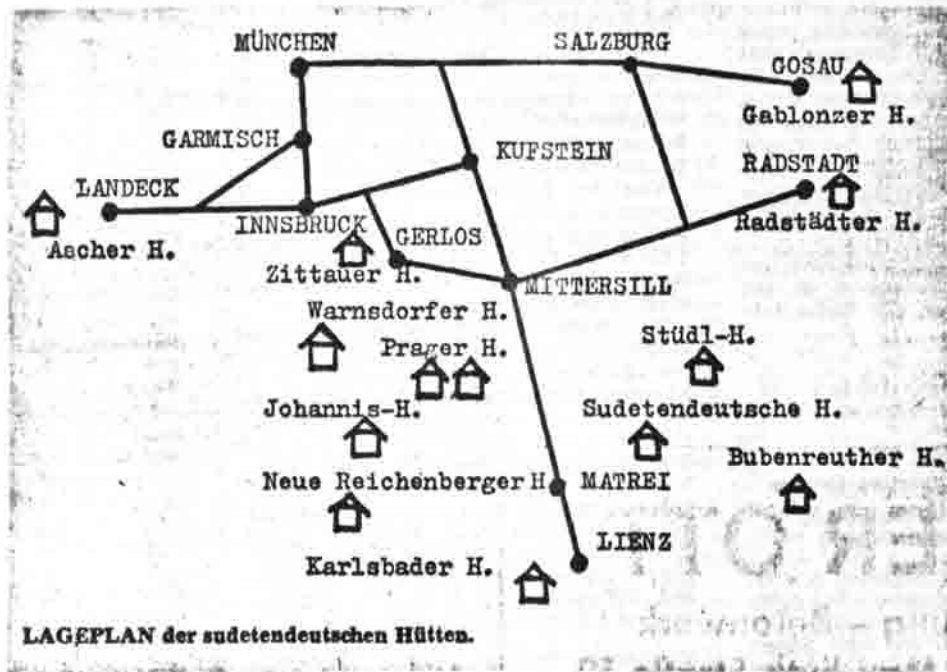 MÜNCHEN
SALZBURG
GOSAU
Gablonzer H.
GARMISCH
KUFSTEIN
RADSTADT
LANDECK
Radstädter H.
INNSBRUCK
GERLOS
Ascher H.
Zittauer H.
MITTERSILL
Warnsdorfer H.
Stüdl-H.
Prager H.
Johannis-H.
Sudetendeutsche H.
Bubenreuther H.
Neue Reichenberger H
MATREI
LIENZ
Karlsbader H.
LAGEPLAN der sudetendeutschen Hütten.